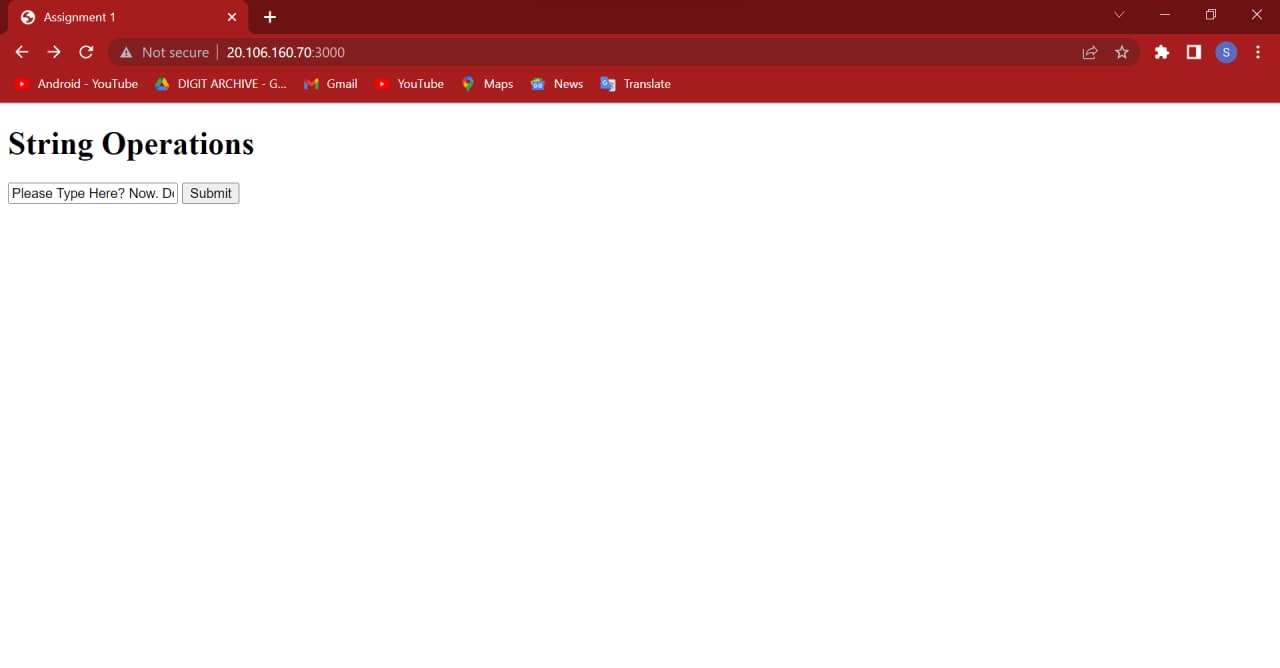 Assignment 1
Not secure 20.106.160.70:3000
S
Android - YouTube DIGIT ARCHIVE - G... Gmail YouTube Maps News Translate
String Operations
Please Type Here? Now. Do Submit